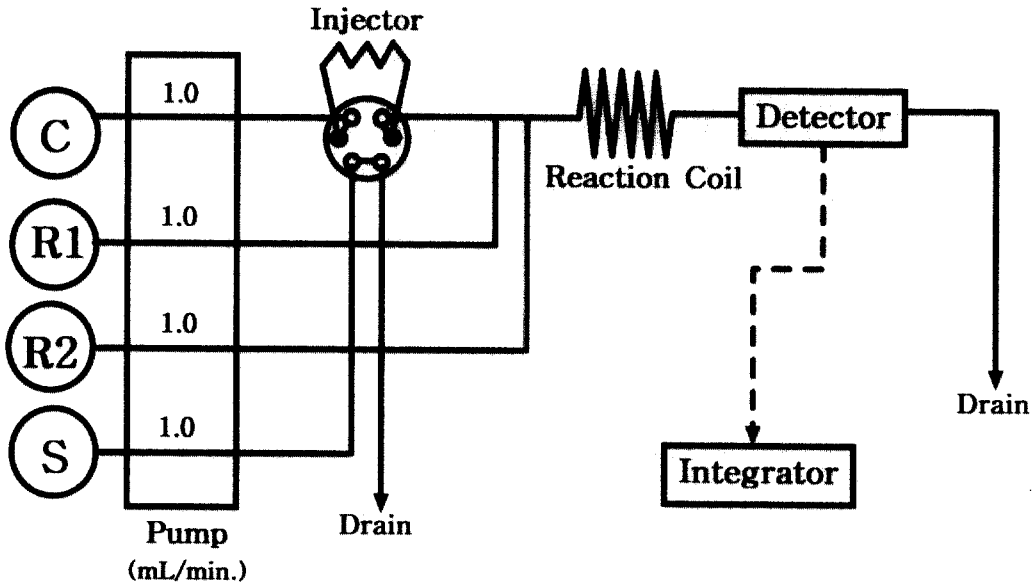 Injector
1.0
C
Detector
Reaction Coil
1.0
R1
1.0
R2
Drain
1.0
S
Integrator
Drain
Pump
(mL/min.)